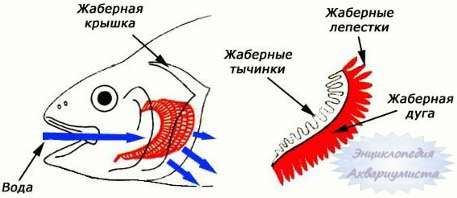 Жаберная
крышка
Вода
Жаберные
лепестки
Жаберные
тычинки
Жаберная
дуга
Энциклопедия
Аквариумиста